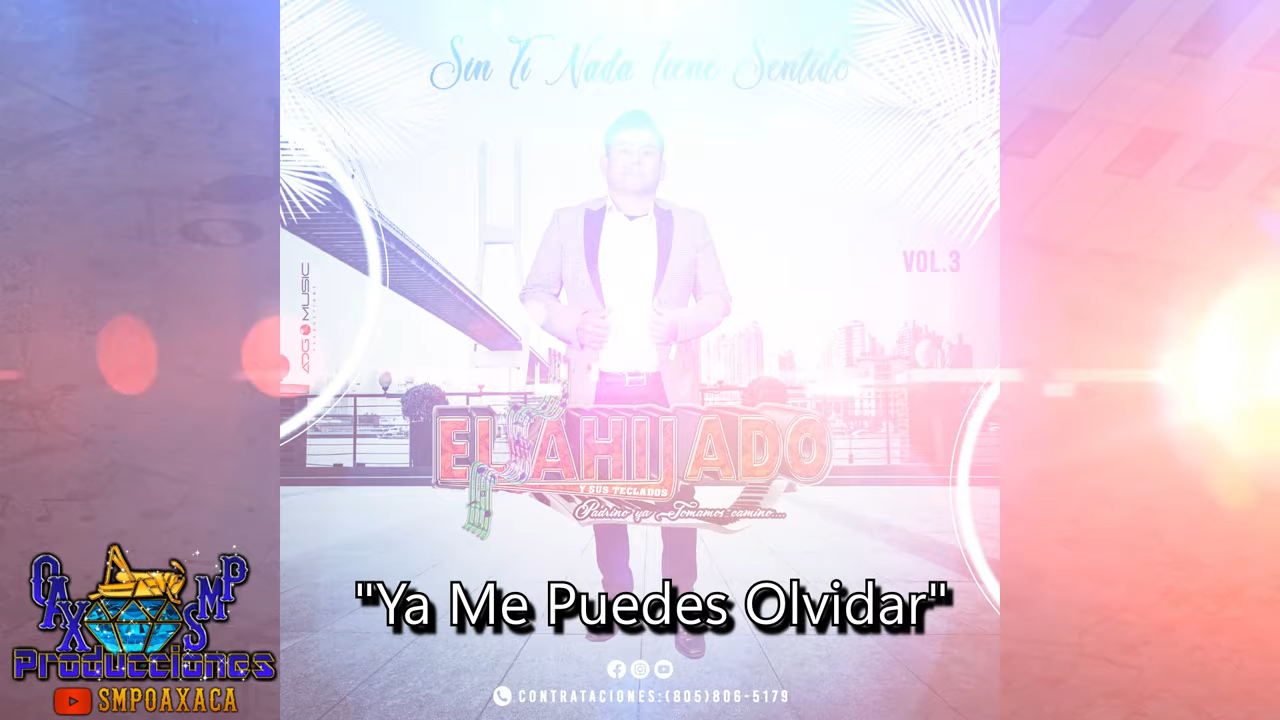 Sin Ti Nada Tiene Sentido
VOL.3
ADG MUSIC
EL AHIJADO
Y SUS TECLADOS
Padrino ya Tomamos camino....
"Ya Me Puedes Olvidar"
OAX SMP
Producciones
SMPOAXACA
CONTRATACIONES:(805)806-5179